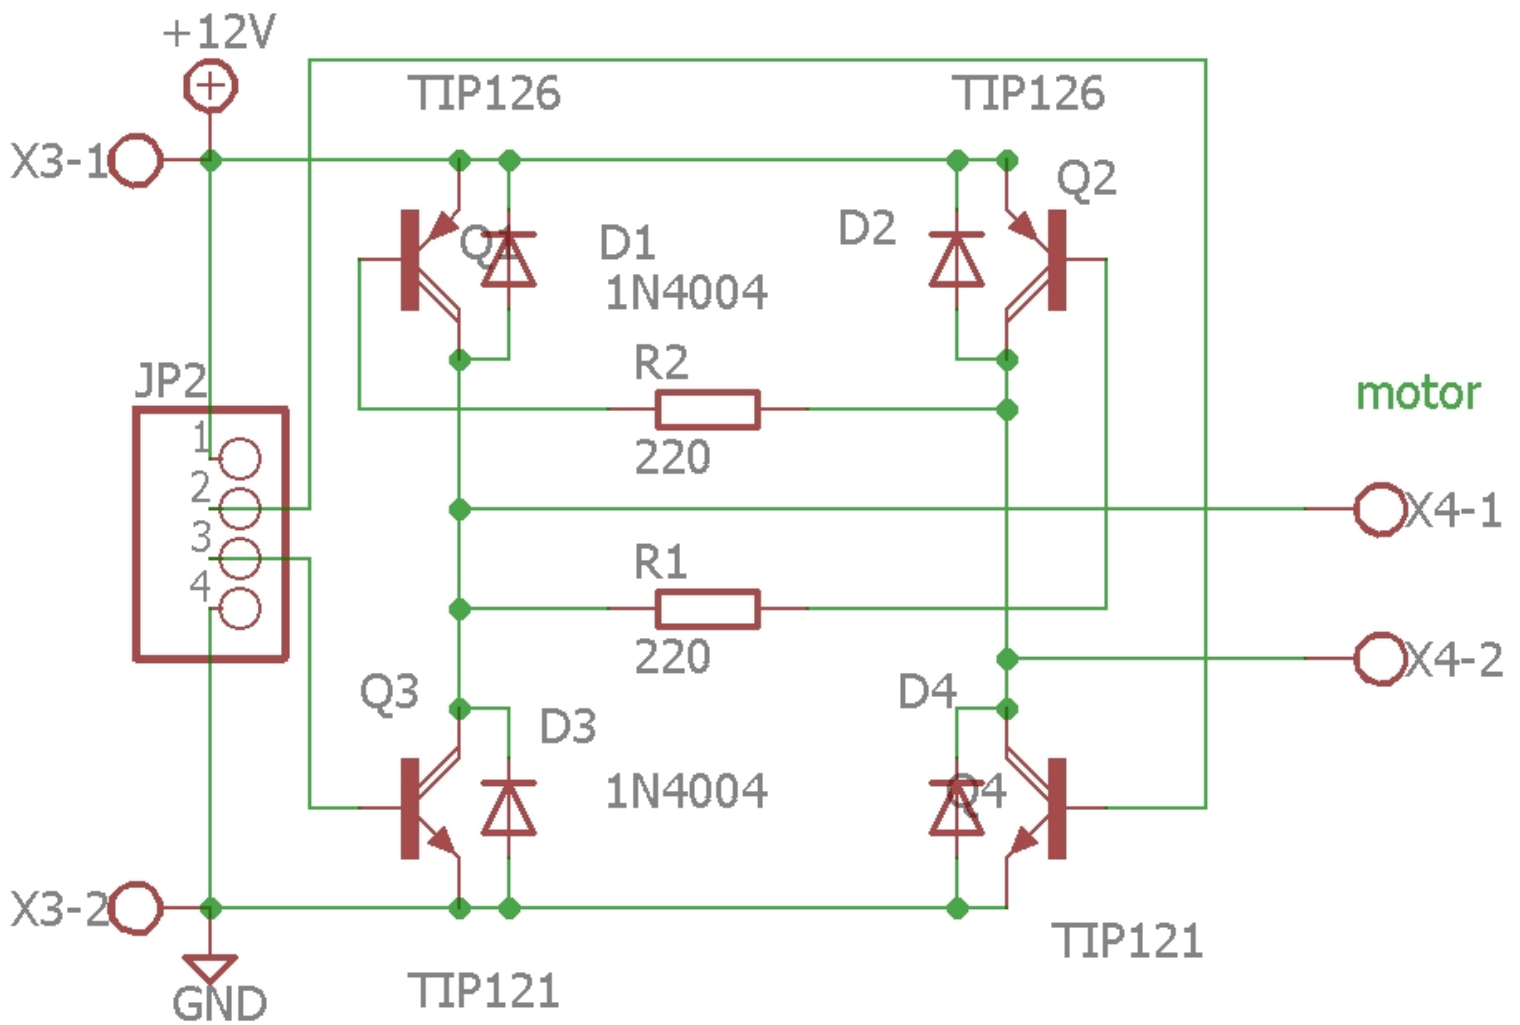 +12V
TIP126
TIP126
X3-1
Q2
Q1
D1
D2
1N4004
R2
JP2
motor
1
220
2
X4-1
3
R1
4
220
X4-2
Q3
D4
D3
1N4004
Q4
X3-2
TIP121
TIP121
GND